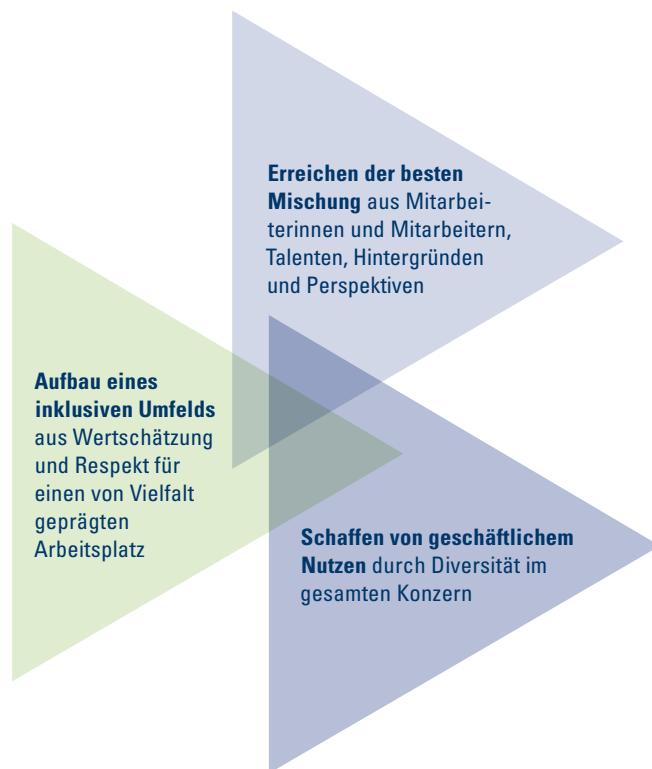 Erreichen der besten
Mischung aus Mitarbei-
terinnen und Mitarbeitern,
Talenten, Hintergründen
und Perspektiven
Aufbau eines
inklusiven Umfelds
aus Wertschätzung
und Respekt für
einen von Vielfalt
geprägten
Arbeitsplatz
Schaffen von geschäftlichem
Nutzen durch Diversität im
gesamten Konzern